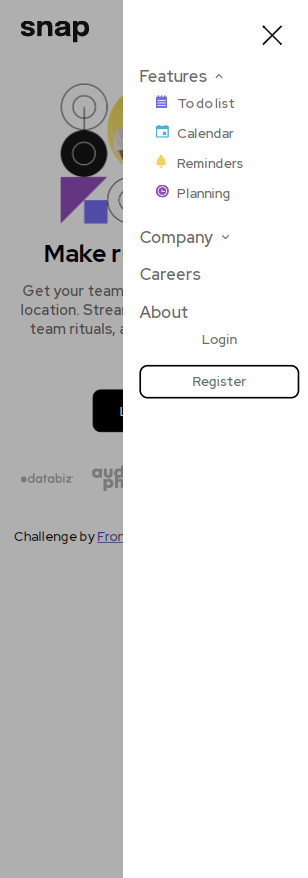 snap
Features
To do list
Calendar
Reminders
Planning
Company
Careers
About
Login
Register
Make r
Get your team
location. Strea
team rituals, a
L
databiz
aud
ph
Challenge by Fron